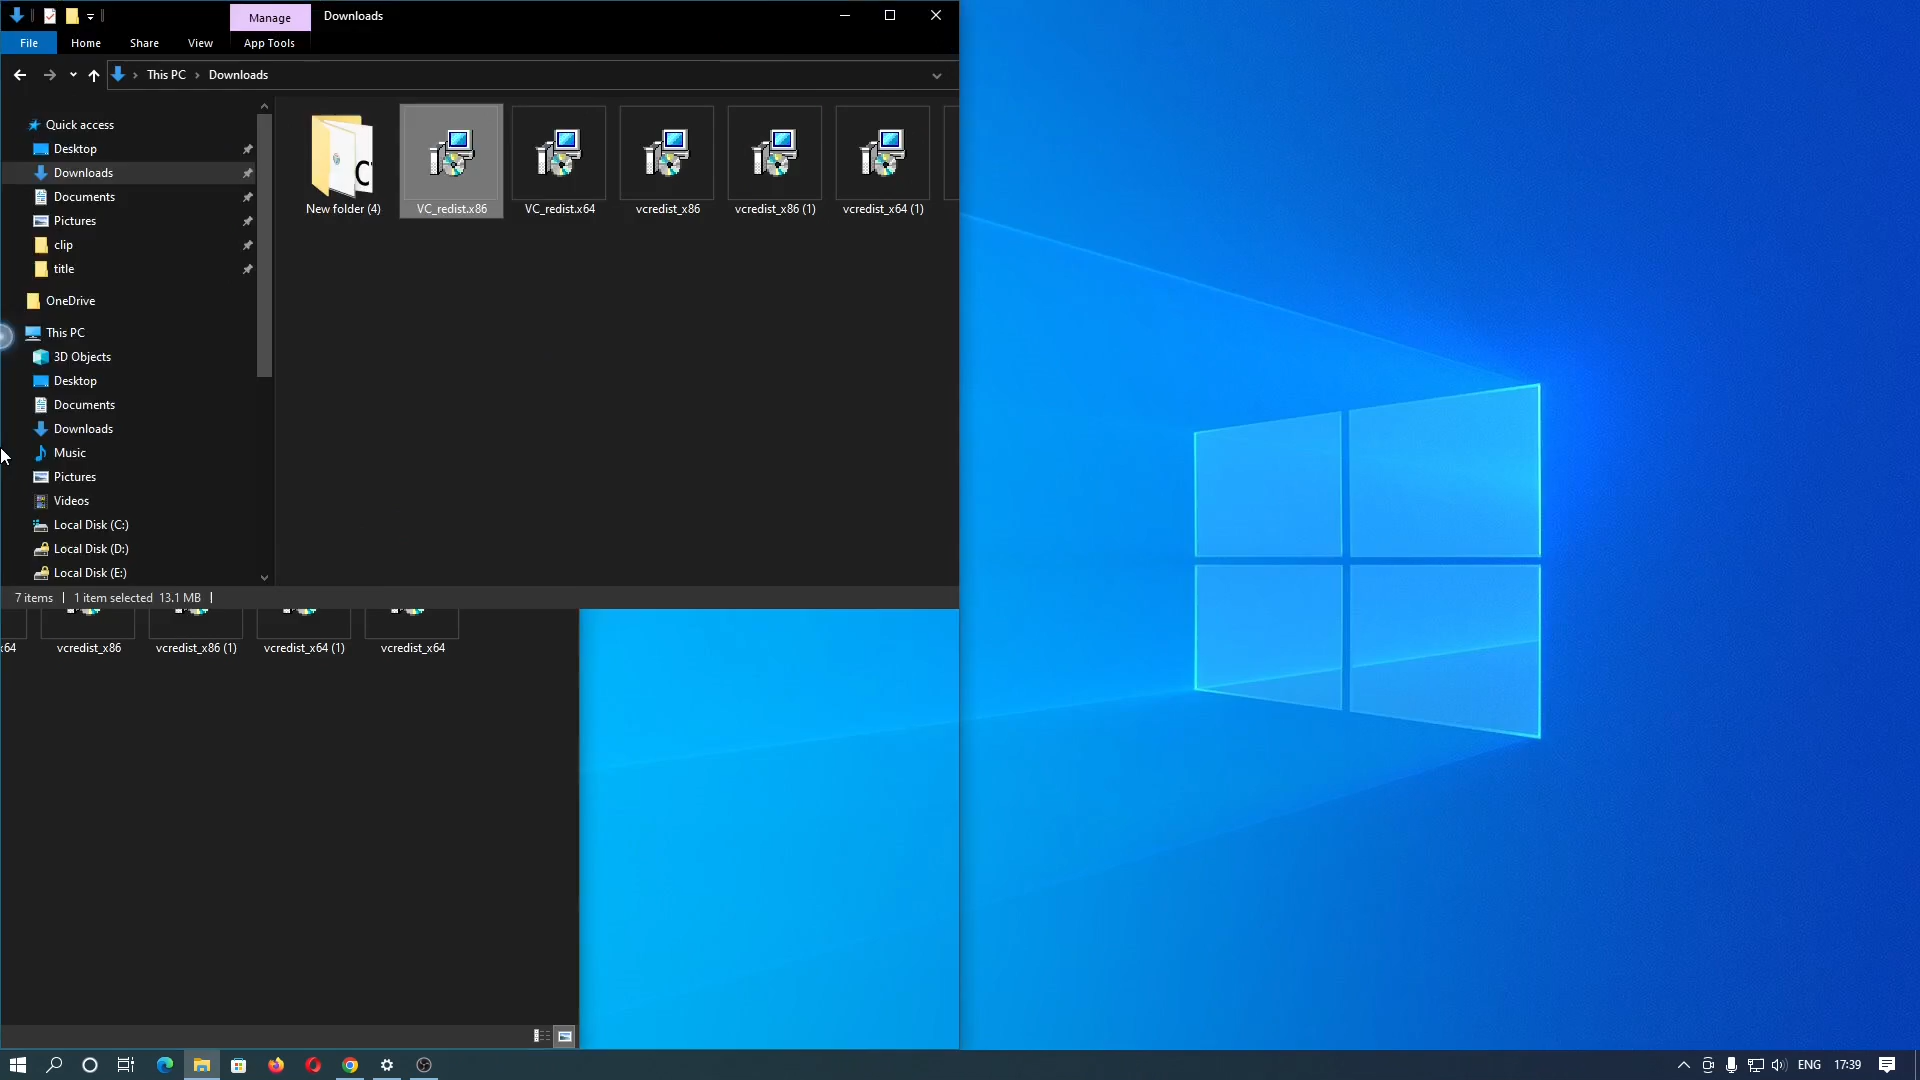 Manage
Downloads
File
Home
Share
View
App Tools
This PC
Downloads
Quick access
Desktop
Downloads
Documents
Pictures
clip
title
OneDrive
This PC
3D Objects
Desktop
Documents
Downloads
Music
Pictures
Videos
Local Disk (C:)
Local Disk (D:)
Local Disk (E:)
New folder (4)
VC_redist.x86
VC_redist.x64
vcredist_x86
vcredist_x86 (1)
vcredist_x64 (1)
7 items
1 item selected 13.1 MB
x64
vcredist_x86
vcredist_x86 (1)
vcredist_x64 (1)
vcredist_x64
ENG
17:39